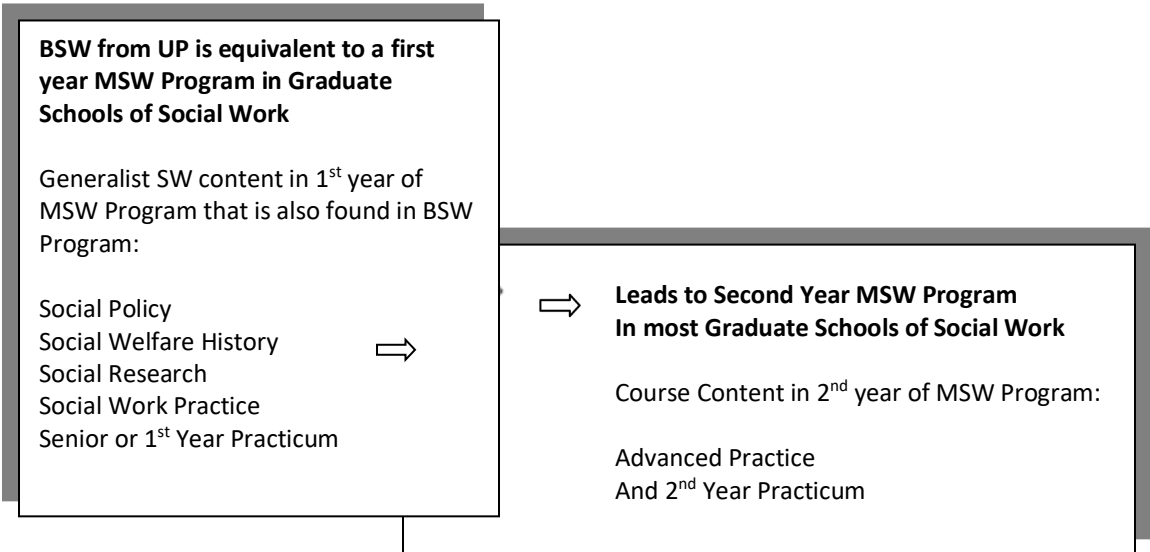 BSW from UP is equivalent to a first
year MSW Program in Graduate
Schools of Social Work
Generalist SW content in 1st year of
MSW Program that is also found in BSW
Program:
Social Policy
Social Welfare History
Social Research
Social Work Practice
Senior or 1st Year Practicum
Leads to Second Year MSW Program
In most Graduate Schools of Social Work
Course Content in 2nd year of MSW Program:
Advanced Practice
And 2nd Year Practicum